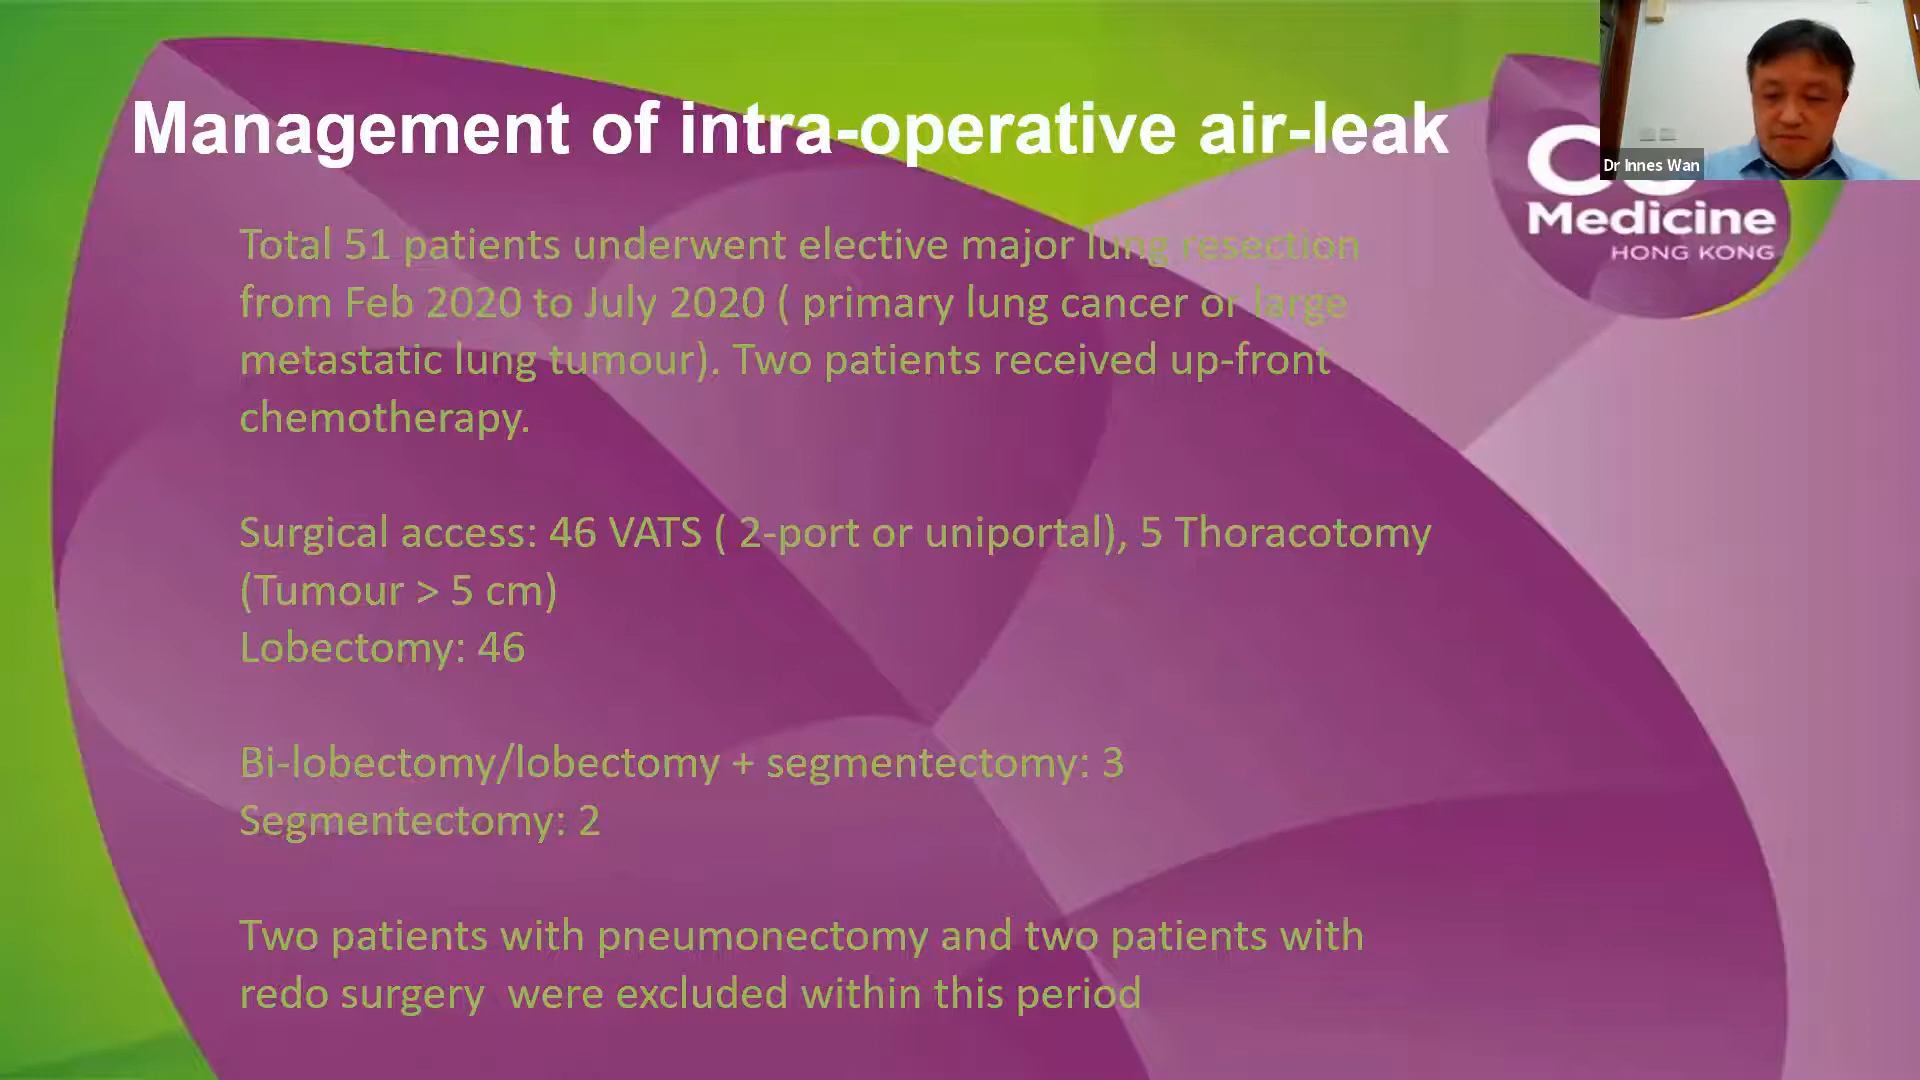 Management of intra-operative air-leak
Dr Innes Wan
Medicine
HONG KONG
Total 51 patients underwent elective major lung resection
from Feb 2020 to July 2020 ( primary lung cancer or large
metastatic lung tumour). Two patients received up-front
chemotherapy.
Surgical access: 46 VATS ( 2-port or uniportal), 5 Thoracotomy
(Tumour > 5 cm)
Lobectomy: 46
Bi-lobectomy/lobectomy + segmentectomy: 3
Segmentectomy: 2
Two patients with pneumonectomy and two patients with
redo surgery were excluded within this period